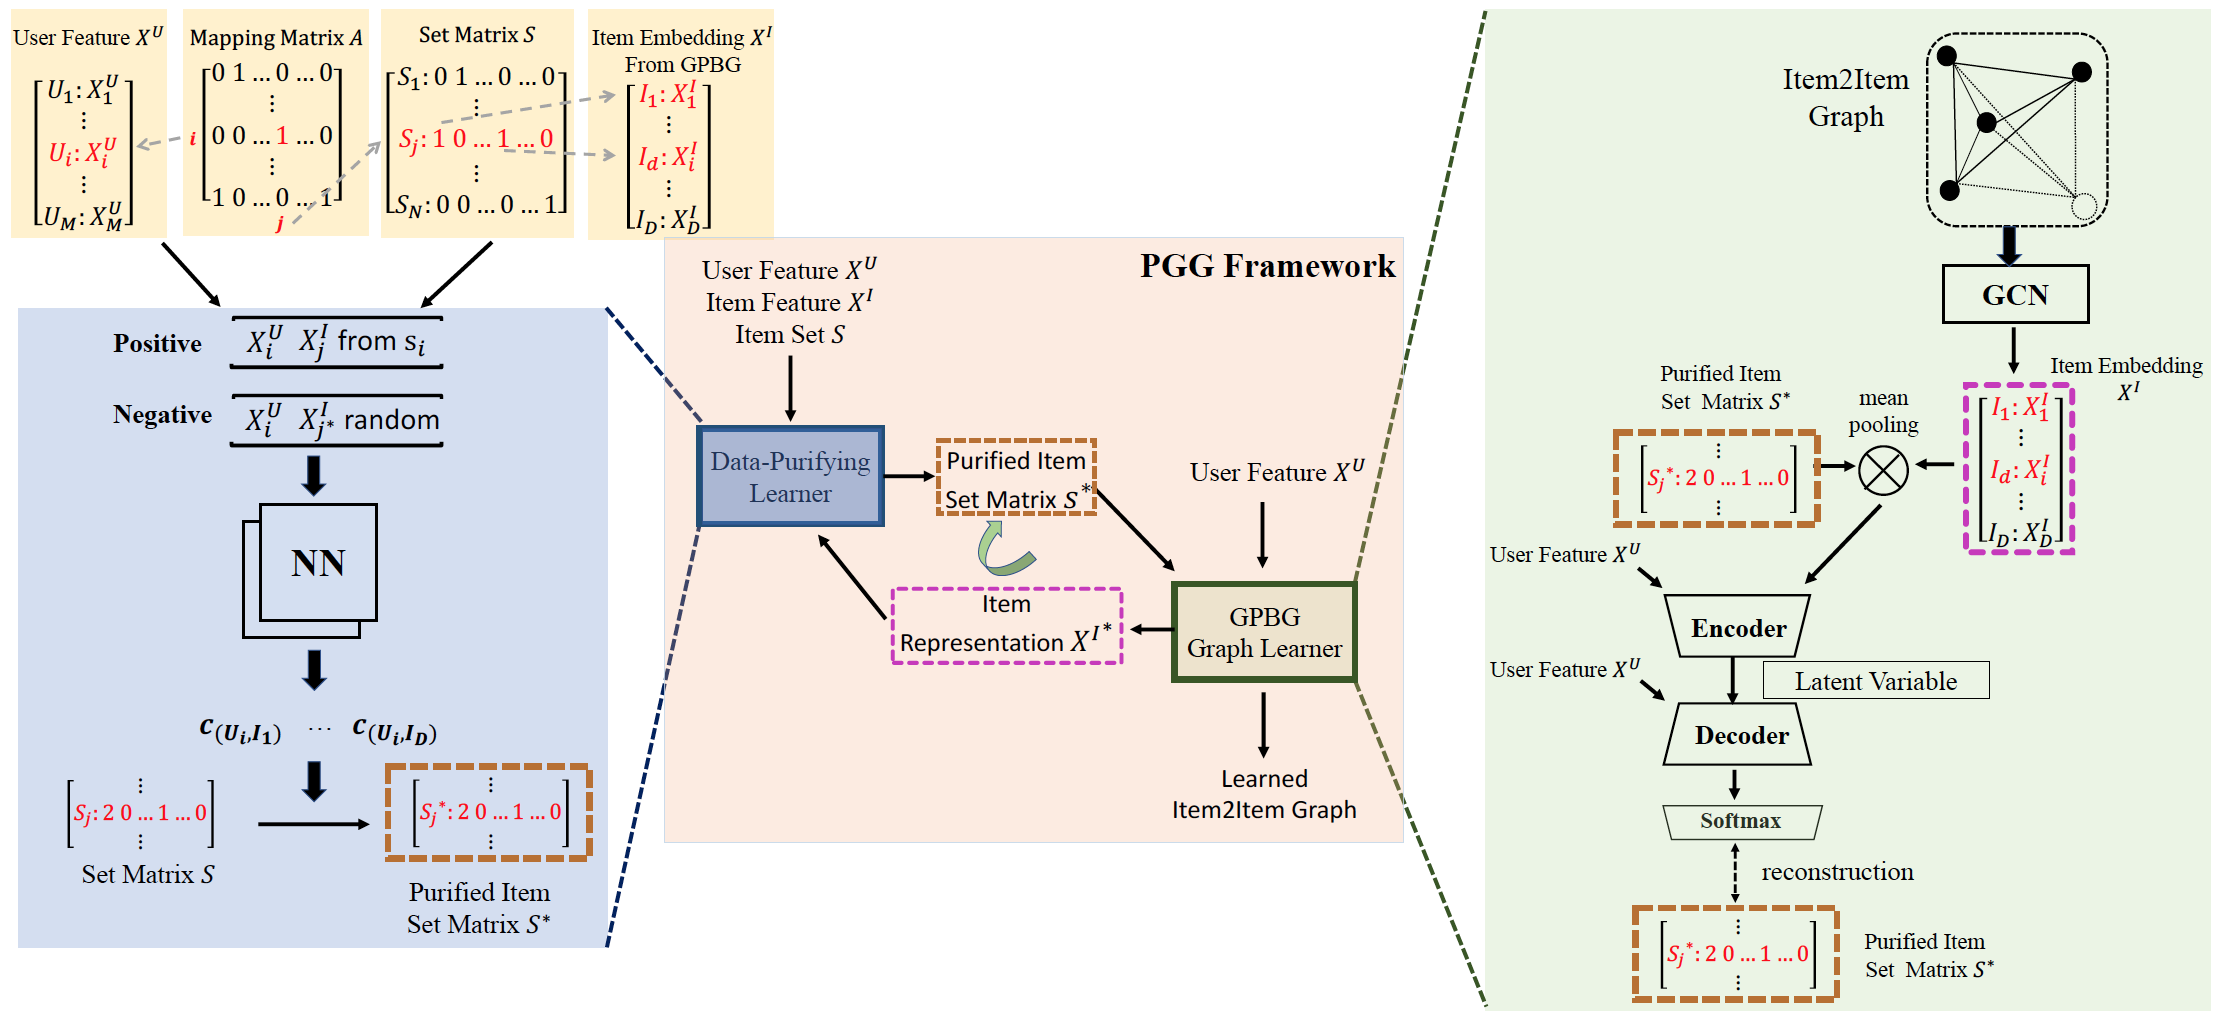 User Feature X^U
[U_1: X_1^U
⋮
U_i: X_i^U
⋮
U_M: X_M^U]
Mapping Matrix A
[0 1 ... 0 ... 0
⋮
i 0 0 ... 1 ... 0
⋮
1 0 ... 0 ... 1]
j
Set Matrix S
[S_1: 0 1 ... 0 ... 0
⋮
S_j: 1 0 ... 1 ... 0
⋮
S_N: 0 0 ... 0 ... 1]
Item Embedding X^I
From GPBG
[I_1: X_1^I
⋮
I_d: X_i^I
⋮
I_D: X_D^I]
Positive [X_i^U X_j^I from s_i]
Negative [X_i^U X_{j*}^I random]
NN
c_(U_i,I_1) ... c_(U_i,I_D)
[⋮
S_j: 2 0 ... 1 ... 0
⋮]
Set Matrix S
[⋮
S_j*: 2 0 ... 1 ... 0
⋮]
Purified Item
Set Matrix S*
PGG Framework
User Feature X^U
Item Feature X^I
Item Set S
Data-Purifying
Learner
Purified Item
Set Matrix S*
User Feature X^U
Item
Representation X^I*
GPBG
Graph Learner
Learned
Item2Item Graph
Item2Item
Graph
GCN
Item Embedding
X^I
[I_1: X_1^I
⋮
I_d: X_i^I
⋮
I_D: X_D^I]
Purified Item
Set Matrix S*
[⋮
S_j*: 2 0 ... 1 ... 0
⋮]
mean
pooling
User Feature X^U
Encoder
User Feature X^U
Latent Variable
Decoder
Softmax
reconstruction
[⋮
S_j*: 2 0 ... 1 ... 0
⋮]
Purified Item
Set Matrix S*